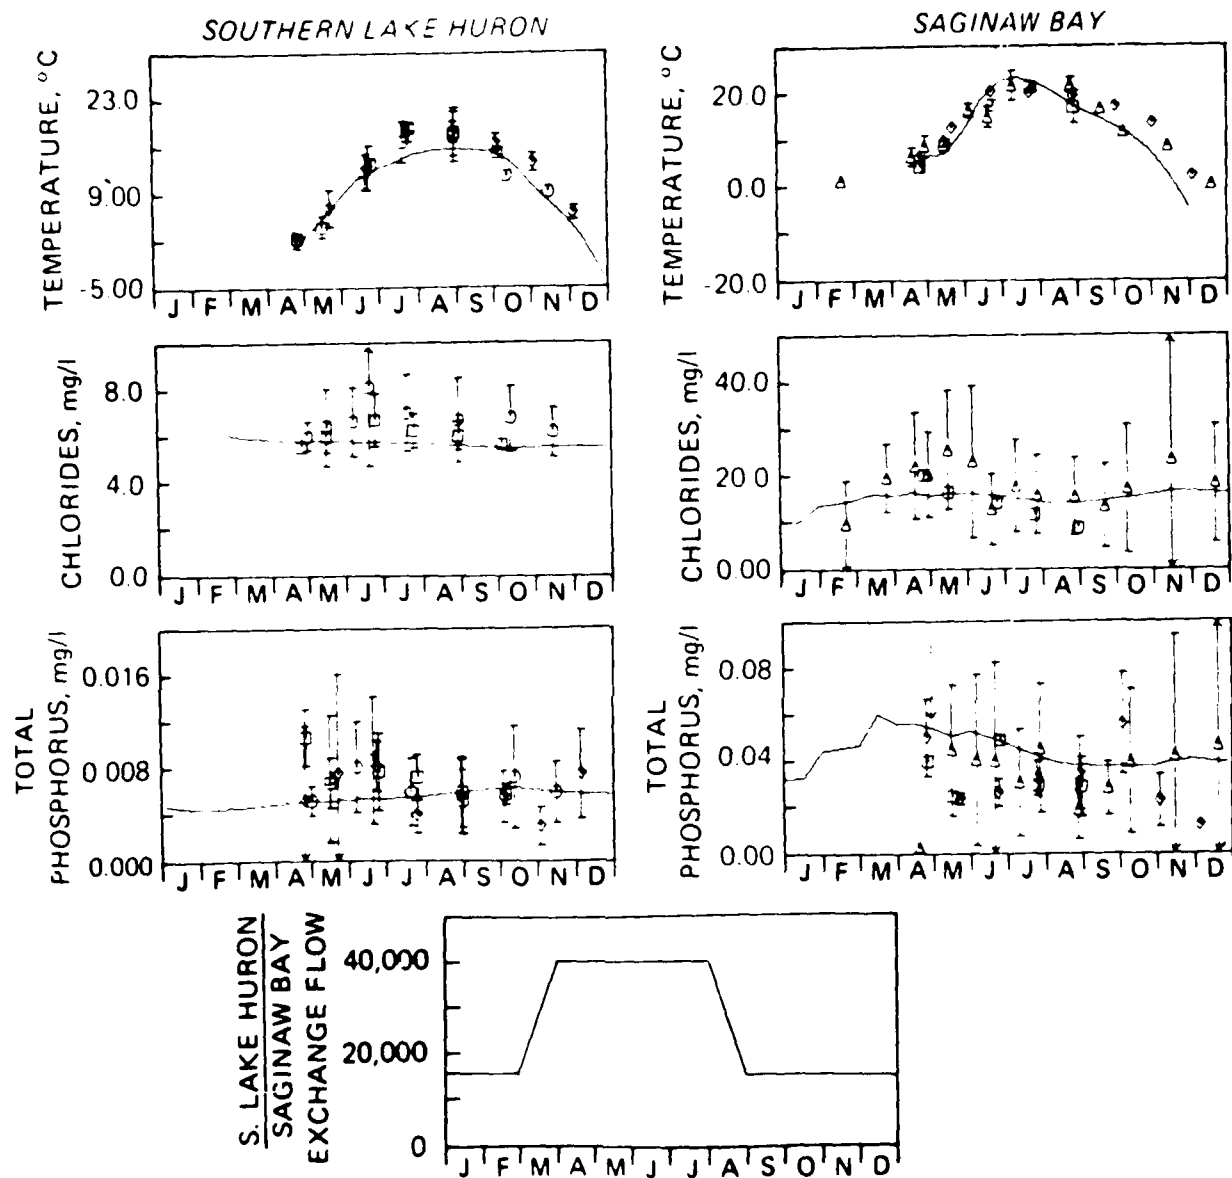 SOUTHERN LAKE HURON
TEMPERATURE, °C
23.0
9.00
-5.00
J F M A M J J A S O N D
SAGINAW BAY
TEMPERATURE, °C
20.0
0.0
-20.0
J F M A M J J A S O N D
CHLORIDES, mg/l
8.0
4.0
0.0
J F M A M J J A S O N D
CHLORIDES, mg/l
40.0
20.0
0.00
J F M A M J J A S O N D
TOTAL
PHOSPHORUS, mg/l
0.016
0.008
0.000
J F M A M J J A S O N D
TOTAL
PHOSPHORUS, mg/l
0.08
0.04
0.00
J F M A M J J A S O N D
S. LAKE HURON
SAGINAW BAY
EXCHANGE FLOW
40,000
20,000
0
J F M A M J J A S O N D